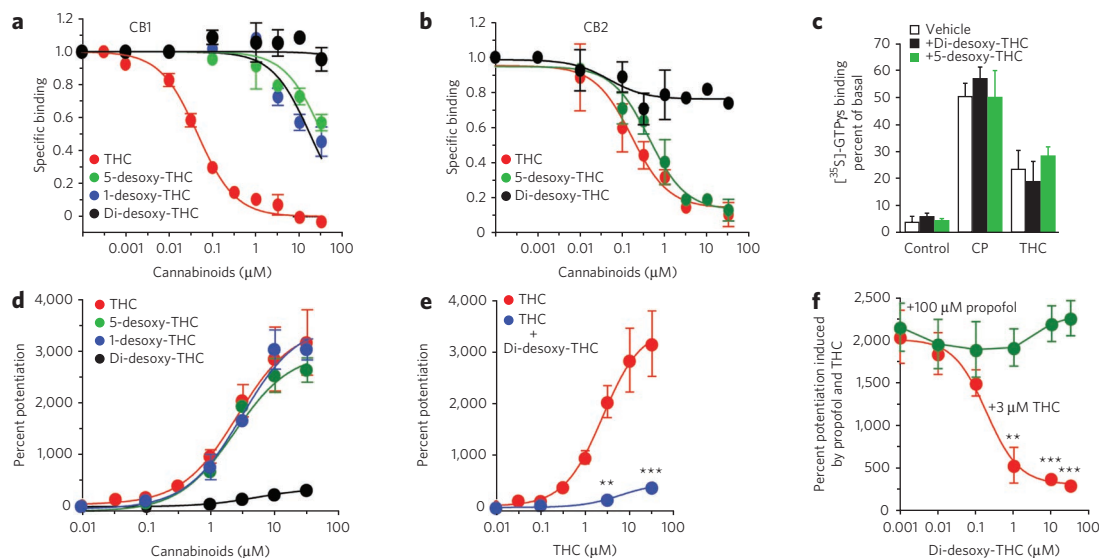 a
CB1
1.2
1.0
0.8
0.6
0.4
0.2
0
Specific binding
THC
5-desoxy-THC
1-desoxy-THC
Di-desoxy-THC
0.001 0.01 0.1 1 10 100
Cannabinoids (μM)
b
CB2
1.2
1.0
0.8
0.6
0.4
0.2
0
Specific binding
THC
5-desoxy-THC
Di-desoxy-THC
0.001 0.01 0.1 1 10 100
Cannabinoids (μM)
c
Vehicle
+Di-desoxy-THC
+5-desoxy-THC
70
60
50
40
30
20
10
0
[35S]-GTPγs binding
percent of basal
Control CP THC
d
4,000
3,000
2,000
1,000
0
Percent potentiation
THC
5-desoxy-THC
1-desoxy-THC
Di-desoxy-THC
0.01 0.1 1 10 100
Cannabinoids (μM)
e
4,000
3,000
2,000
1,000
0
Percent potentiation
THC
THC
+
Di-desoxy-THC
**
***
0.01 0.1 1 10 100
THC (μM)
f
2,500
2,000
1,500
1,000
500
0
Percent potentiation induced
by propofol and THC
+100 μM propofol
+3 μM THC
**
***
***
0.001 0.01 0.1 1 10 100
Di-desoxy-THC (μM)